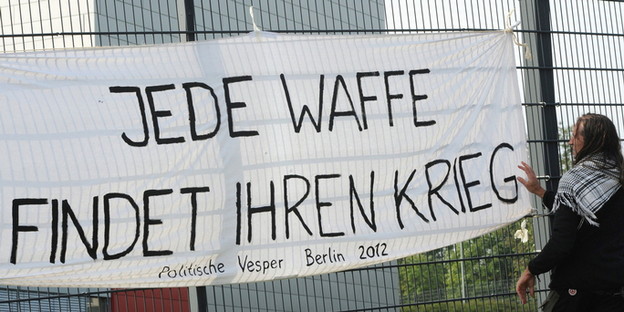 JEDE WAFFE
FINDET IHREN KRIEG
Politische Vesper Berlin 2012